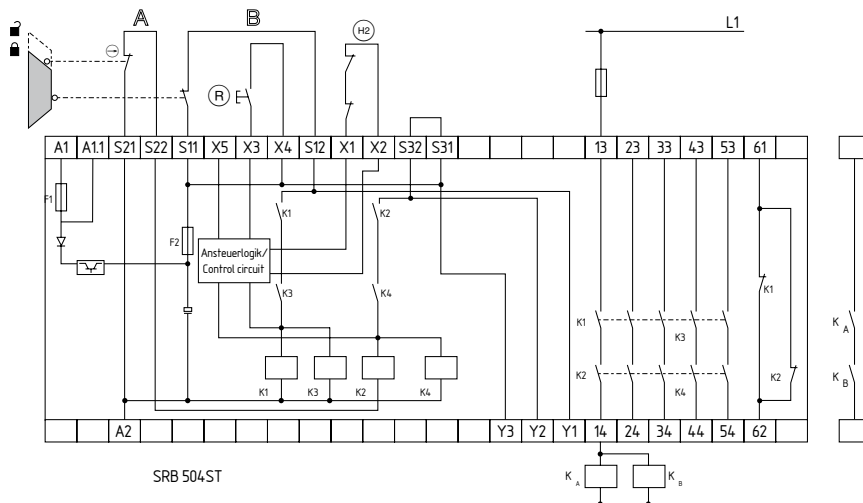 A B L1
H2
R
A1 A1.1 S21 S22 S11 X5 X3 X4 S12 X1 X2 S32 S31 13 23 33 43 53 61
F1 K1 K2
F2 Ansteuerlogik/
Control circuit
K3 K4 K1
K1 K3 K A
K2 K4 K2 K B
K1 K3 K2 K4
A2 Y3 Y2 Y1 14 24 34 44 54 62
SRB 504ST K A K B